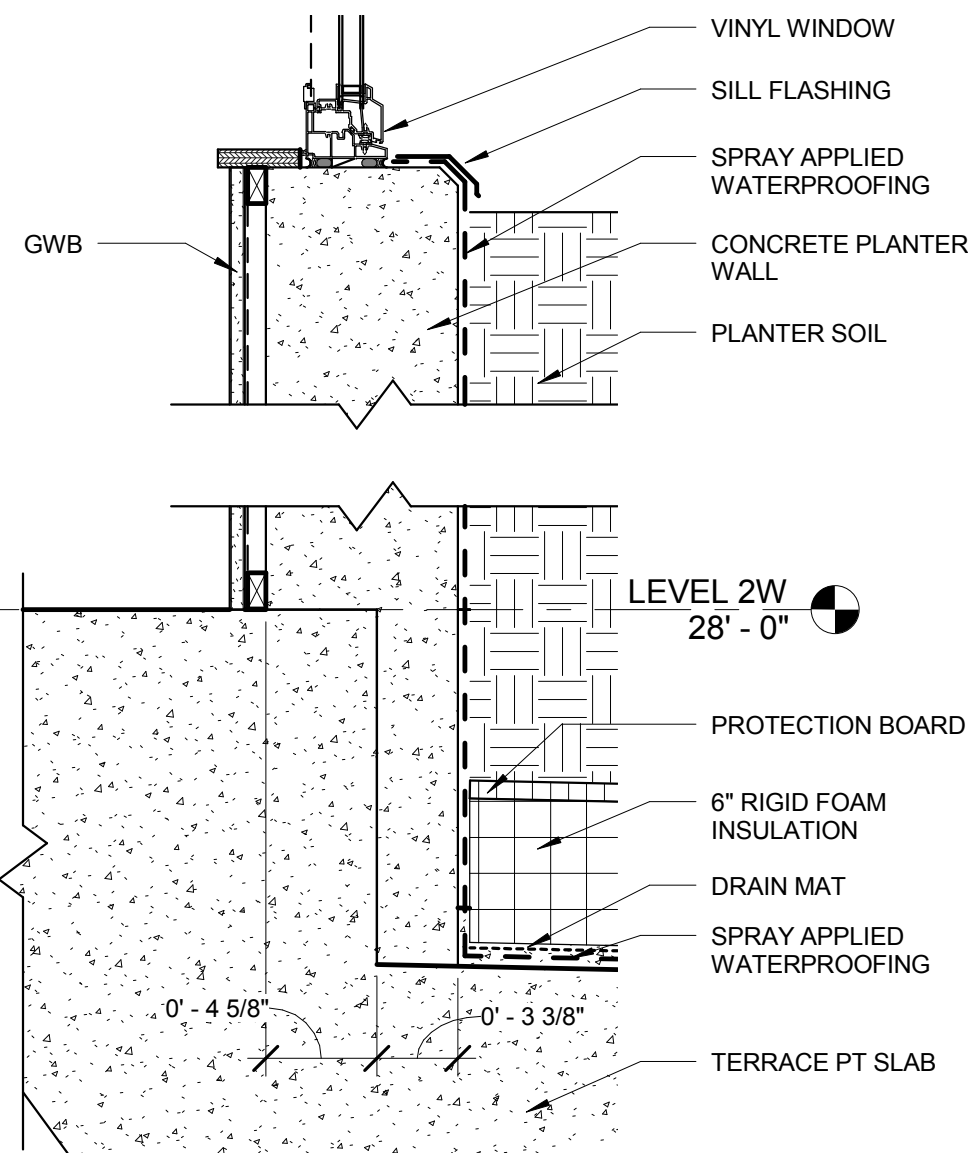 VINYL WINDOW
SILL FLASHING
SPRAY APPLIED
WATERPROOFING
GWB
CONCRETE PLANTER
WALL
PLANTER SOIL
LEVEL 2W
28' - 0"
PROTECTION BOARD
6" RIGID FOAM
INSULATION
DRAIN MAT
SPRAY APPLIED
WATERPROOFING
0' - 4 5/8"
0' - 3 3/8"
TERRACE PT SLAB